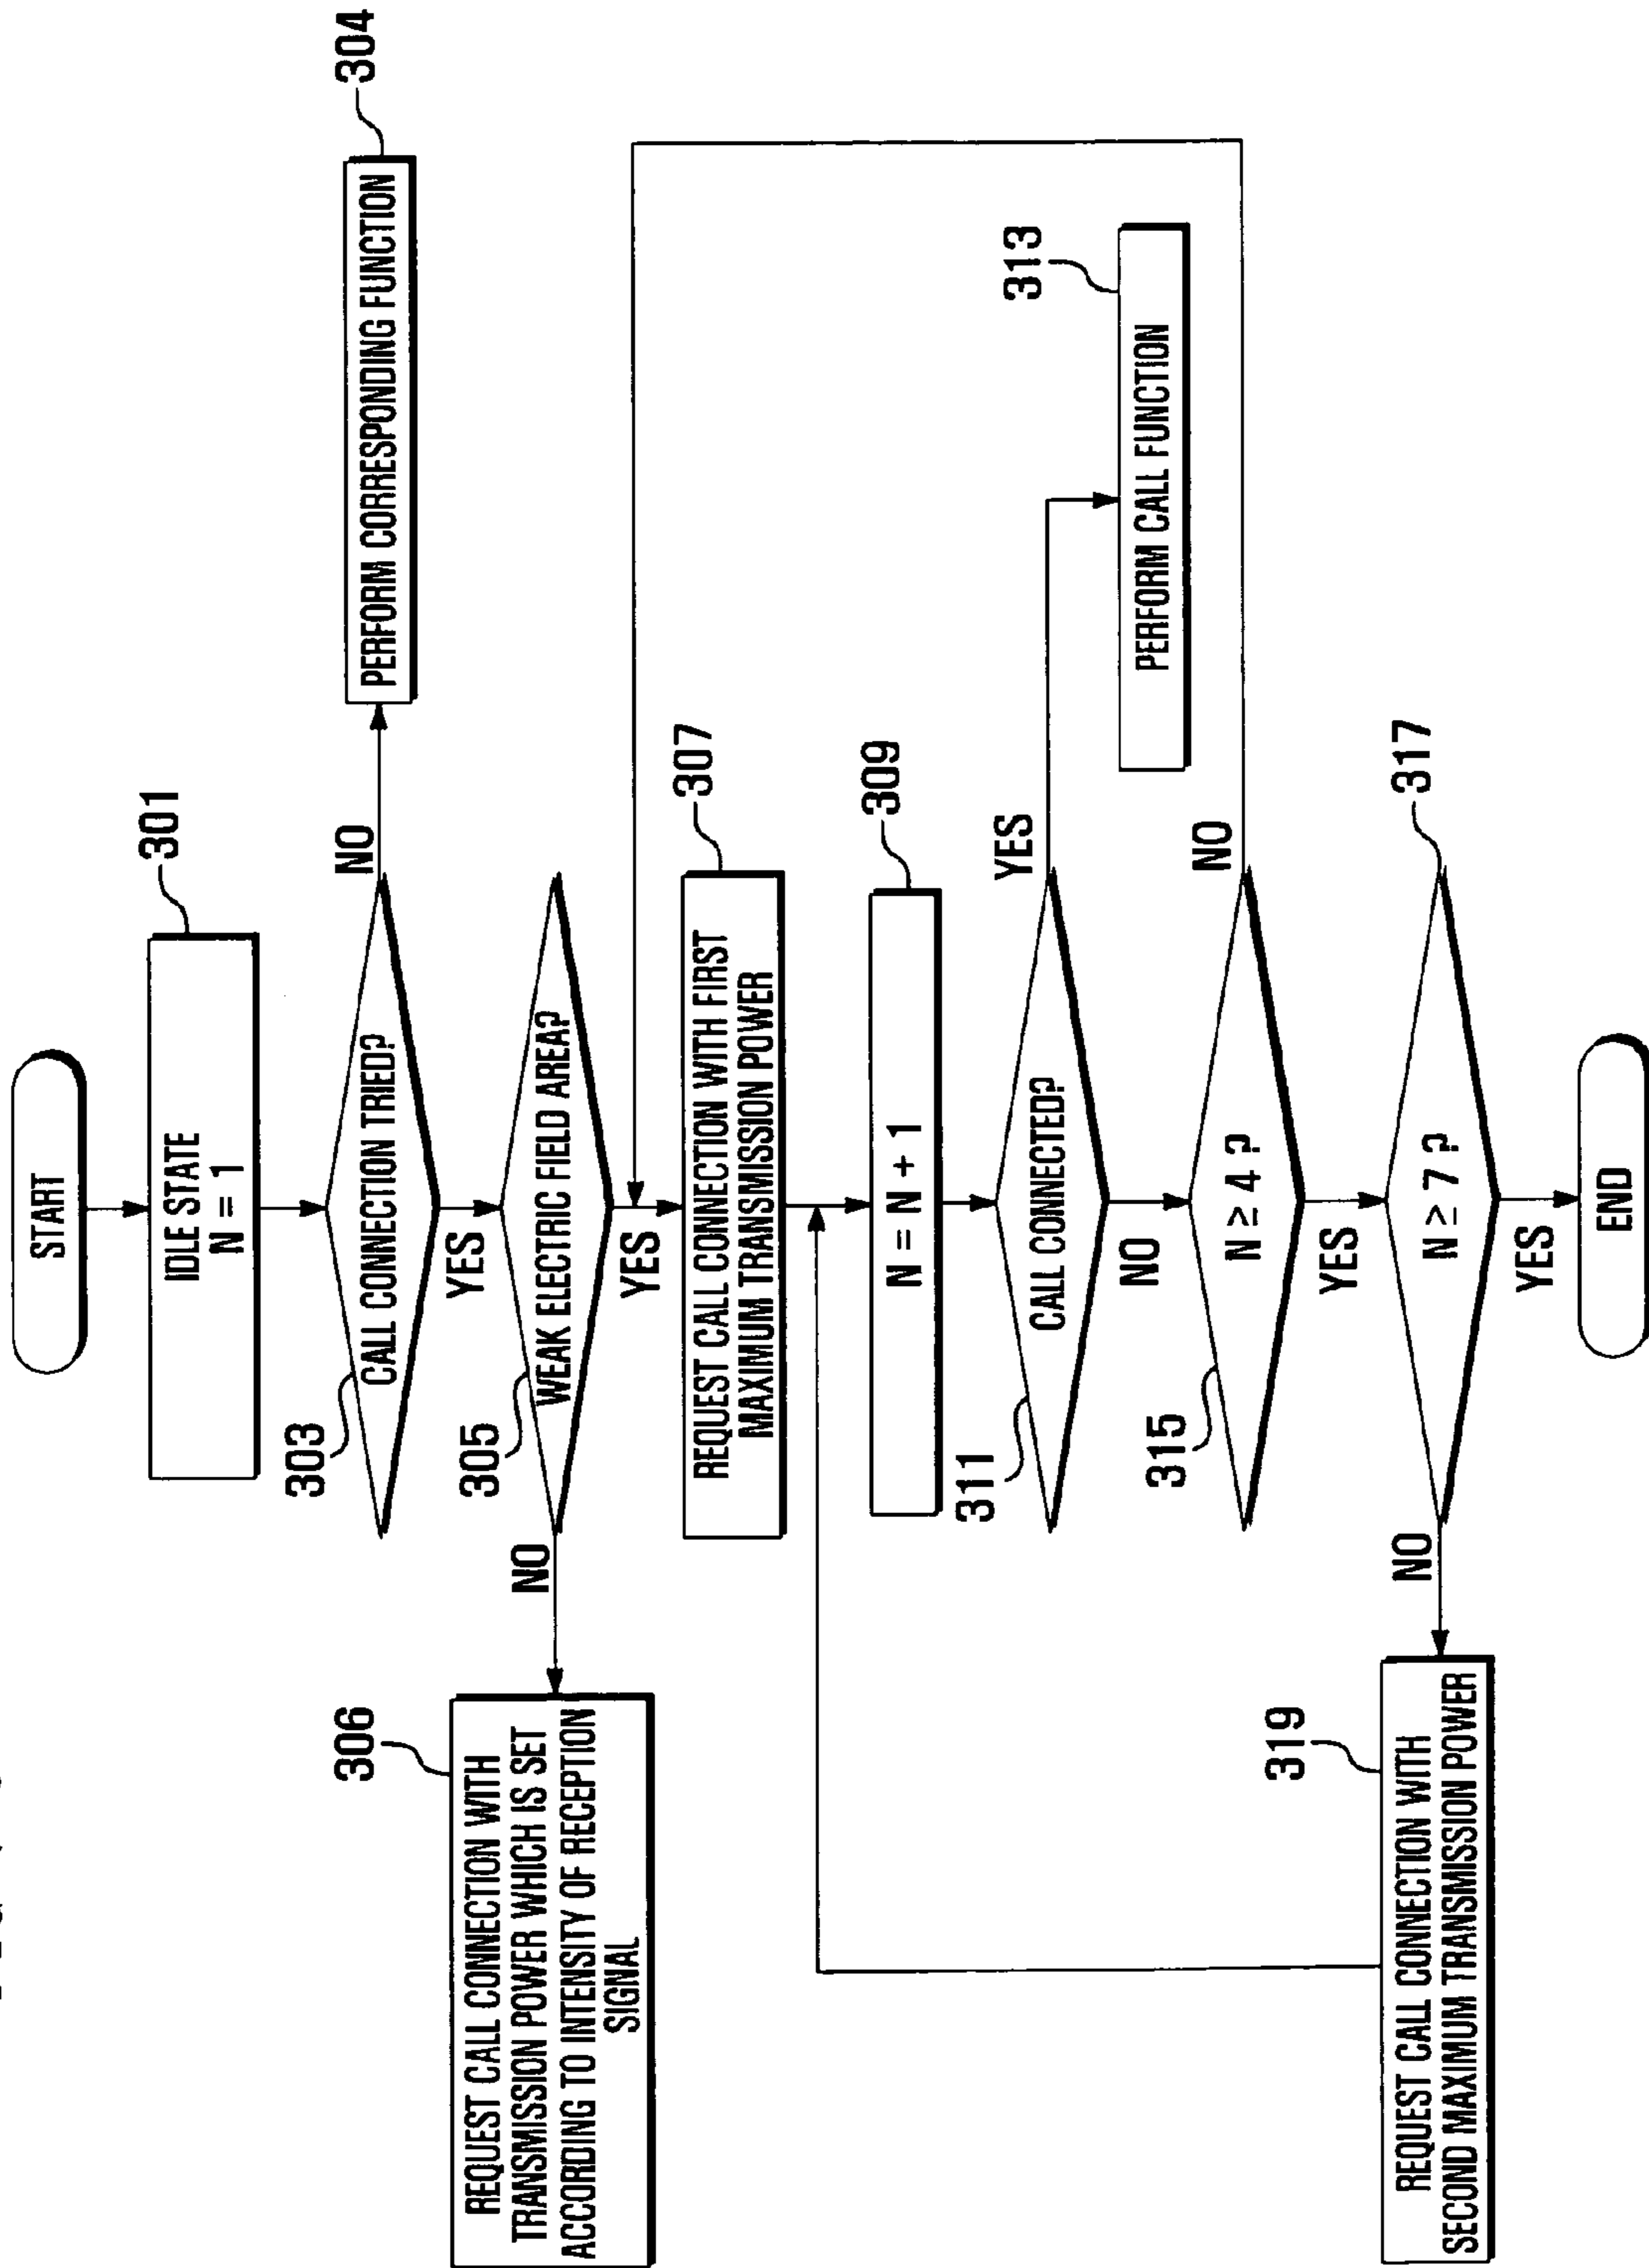 START
301
IDLE STATE
N = 1
303
CALL CONNECTION TRIED?
NO
304
PERFORM CORRESPONDING FUNCTION
YES
305
WEAK ELECTRIC FIELD AREA?
NO
306
REQUEST CALL CONNECTION WITH
TRANSMISSION POWER WHICH IS SET
ACCORDING TO INTENSITY OF RECEPTION
SIGNAL
YES
307
REQUEST CALL CONNECTION WITH FIRST
MAXIMUM TRANSMISSION POWER
309
N = N + 1
311
CALL CONNECTED?
YES
313
PERFORM CALL FUNCTION
NO
315
N ≥ 4 ?
NO
YES
317
N ≥ 7 ?
NO
319
REQUEST CALL CONNECTION WITH
SECOND MAXIMUM TRANSMISSION POWER
YES
END